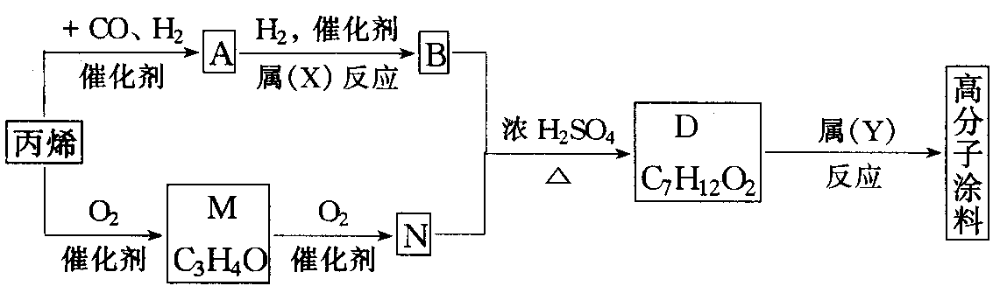 + CO、H₂
催化剂
A
H₂，催化剂
属(X)反应
B
丙烯
O₂
催化剂
M
C₃H₄O
O₂
催化剂
N
浓 H₂SO₄
△
D
C₇H₁₂O₂
属(Y)
反应
高分子涂料